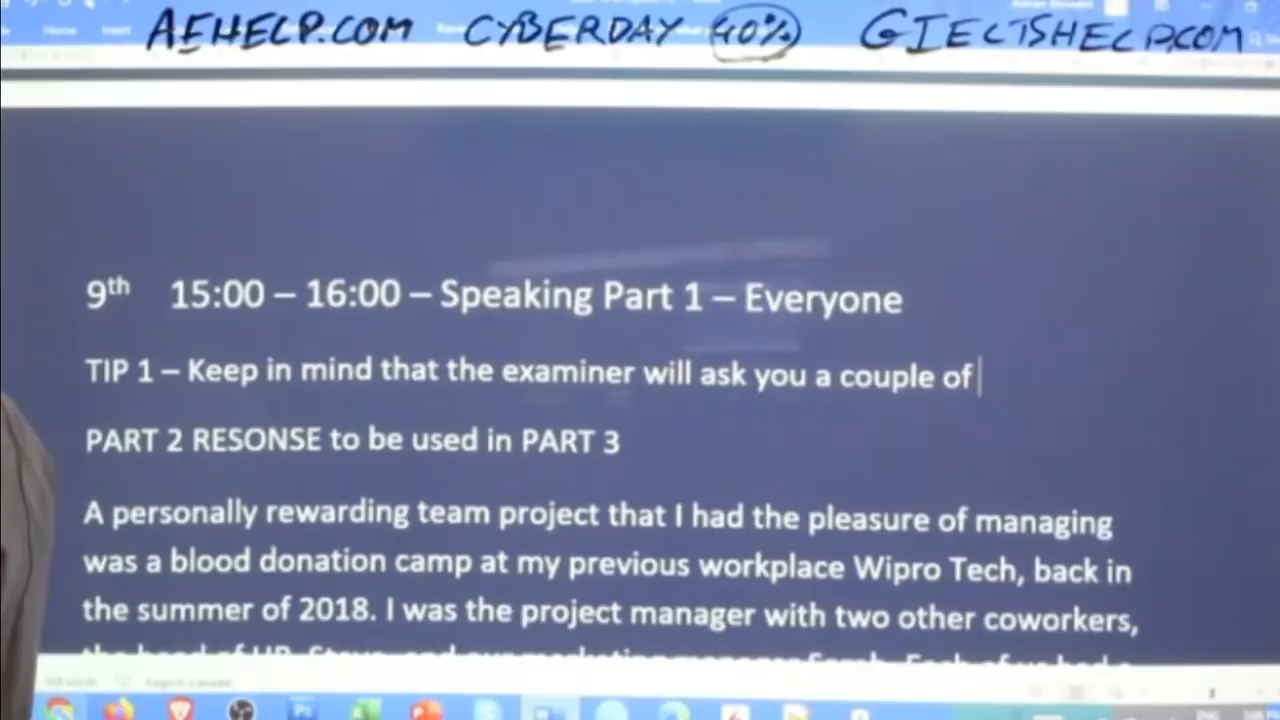 AEHELP.COM CYBERDAY 40% GIELTSHELP.COM
9th 15:00 – 16:00 – Speaking Part 1 – Everyone
TIP 1 – Keep in mind that the examiner will ask you a couple of
PART 2 RESONSE to be used in PART 3
A personally rewarding team project that I had the pleasure of managing
was a blood donation camp at my previous workplace Wipro Tech, back in
the summer of 2018. I was the project manager with two other coworkers,